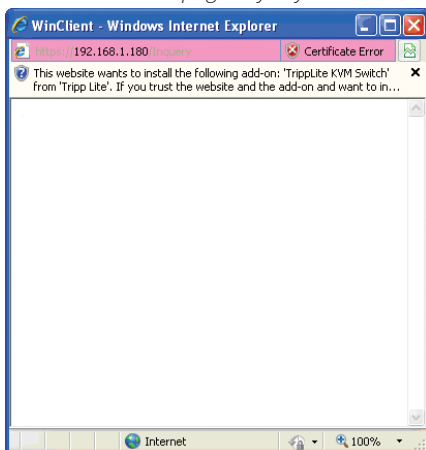 WinClient - Windows Internet Explorer
https://192.168.1.180/Inquery
Certificate Error
This website wants to install the following add-on: 'TrippLite KVM Switch'
from 'Tripp Lite'. If you trust the website and the add-on and want to in...
Internet
100%